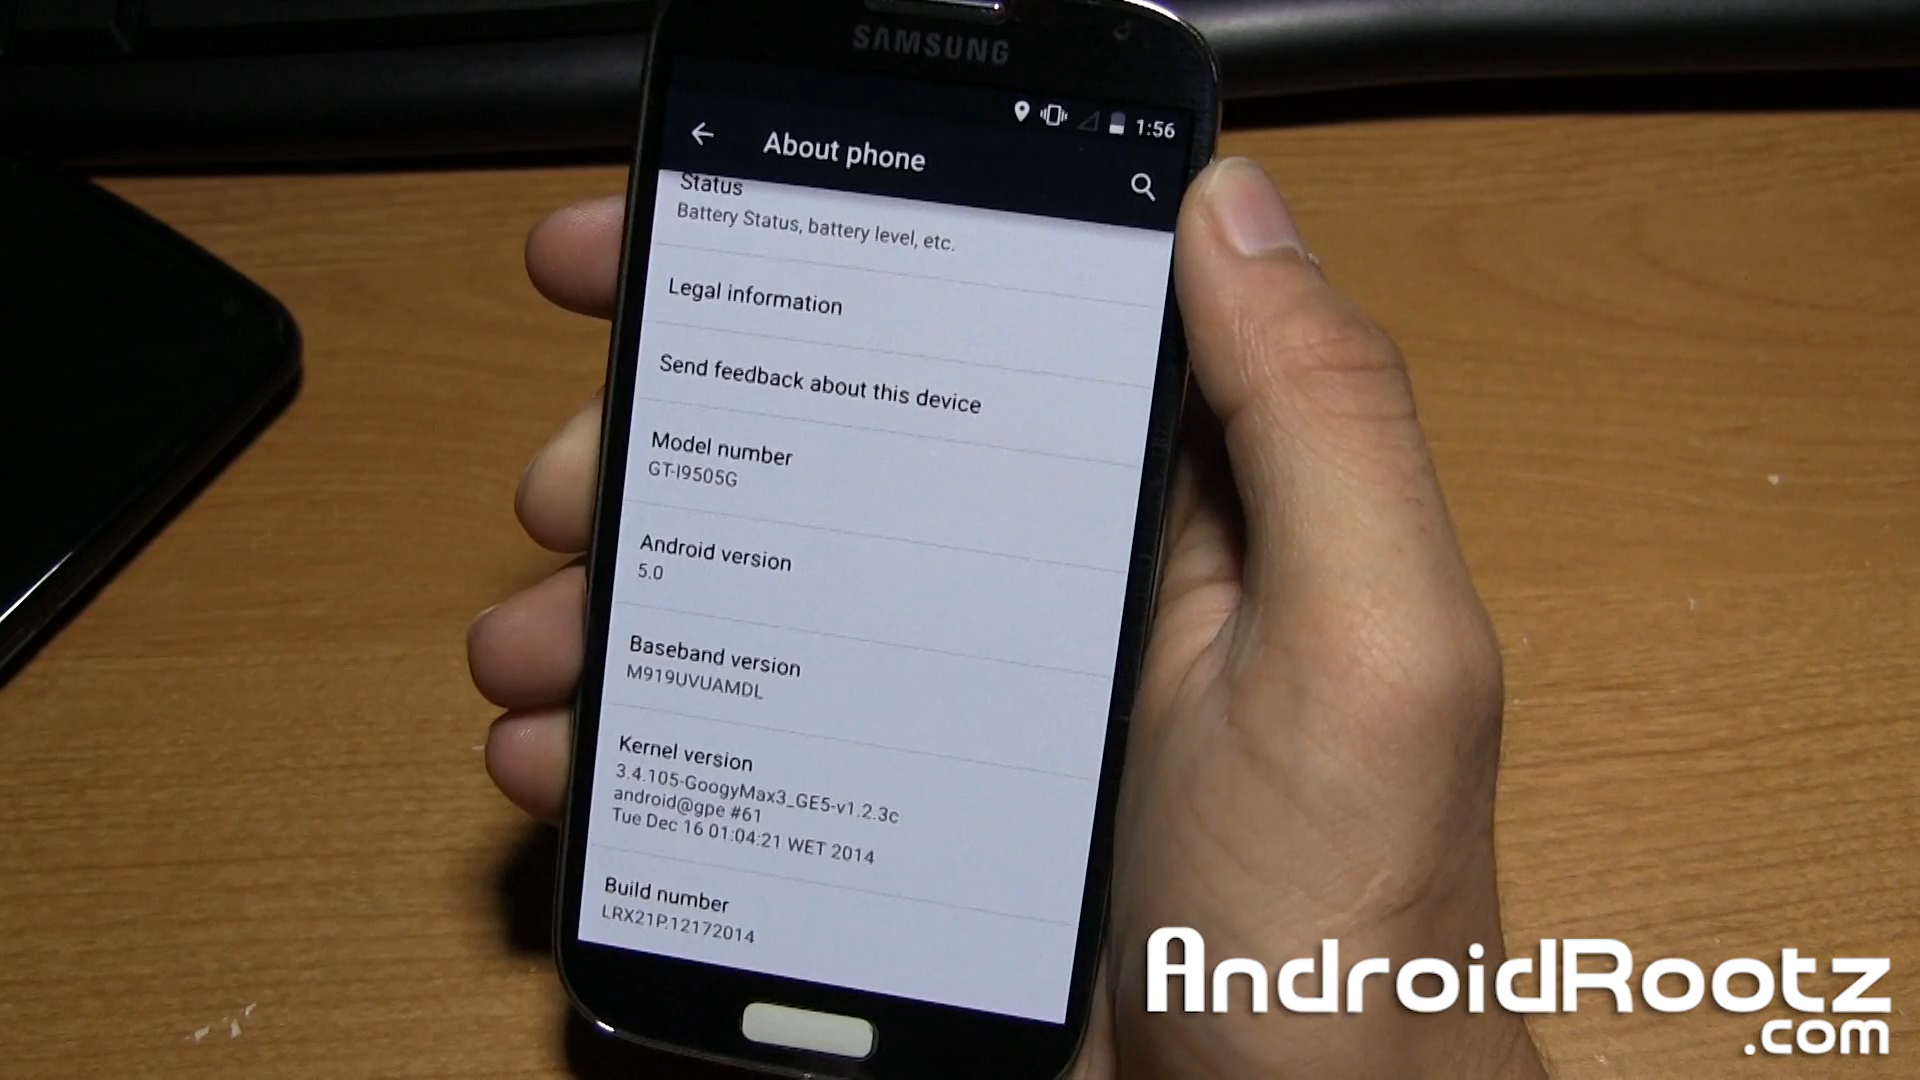 SAMSUNG
1:56
About phone
Status
Battery Status, battery level, etc.
Legal information
Send feedback about this device
Model number
GT-I9505G
Android version
5.0
Baseband version
M919UVUAMDL
Kernel version
3.4.105-GoogyMax3_GE5-v1.2.3c
android@gpe #61
Tue Dec 16 01:04:21 WET 2014
Build number
LRX21P.12172014
AndroidRootz
.com